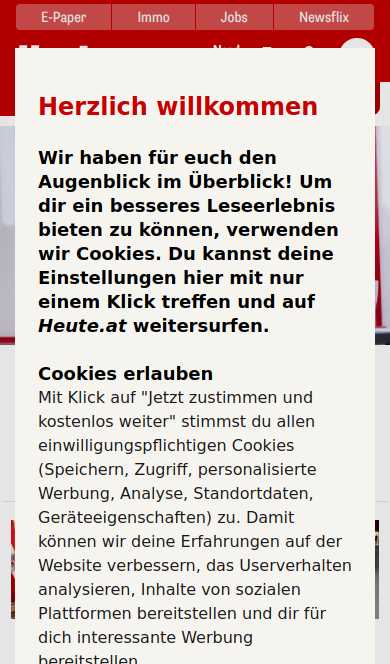 E-Paper Immo Jobs Newsflix
Herzlich willkommen
Wir haben für euch den
Augenblick im Überblick! Um
dir ein besseres Leseerlebnis
bieten zu können, verwenden
wir Cookies. Du kannst deine
Einstellungen hier mit nur
einem Klick treffen und auf
Heute.at weitersurfen.
Cookies erlauben
Mit Klick auf "Jetzt zustimmen und
kostenlos weiter" stimmst du allen
einwilligungspflichtigen Cookies
(Speichern, Zugriff, personalisierte
Werbung, Analyse, Standortdaten,
Geräteeigenschaften) zu. Damit
können wir deine Erfahrungen auf der
Website verbessern, das Userverhalten
analysieren, Inhalte von sozialen
Plattformen bereitstellen und dir für
dich interessante Werbung
bereitstellen